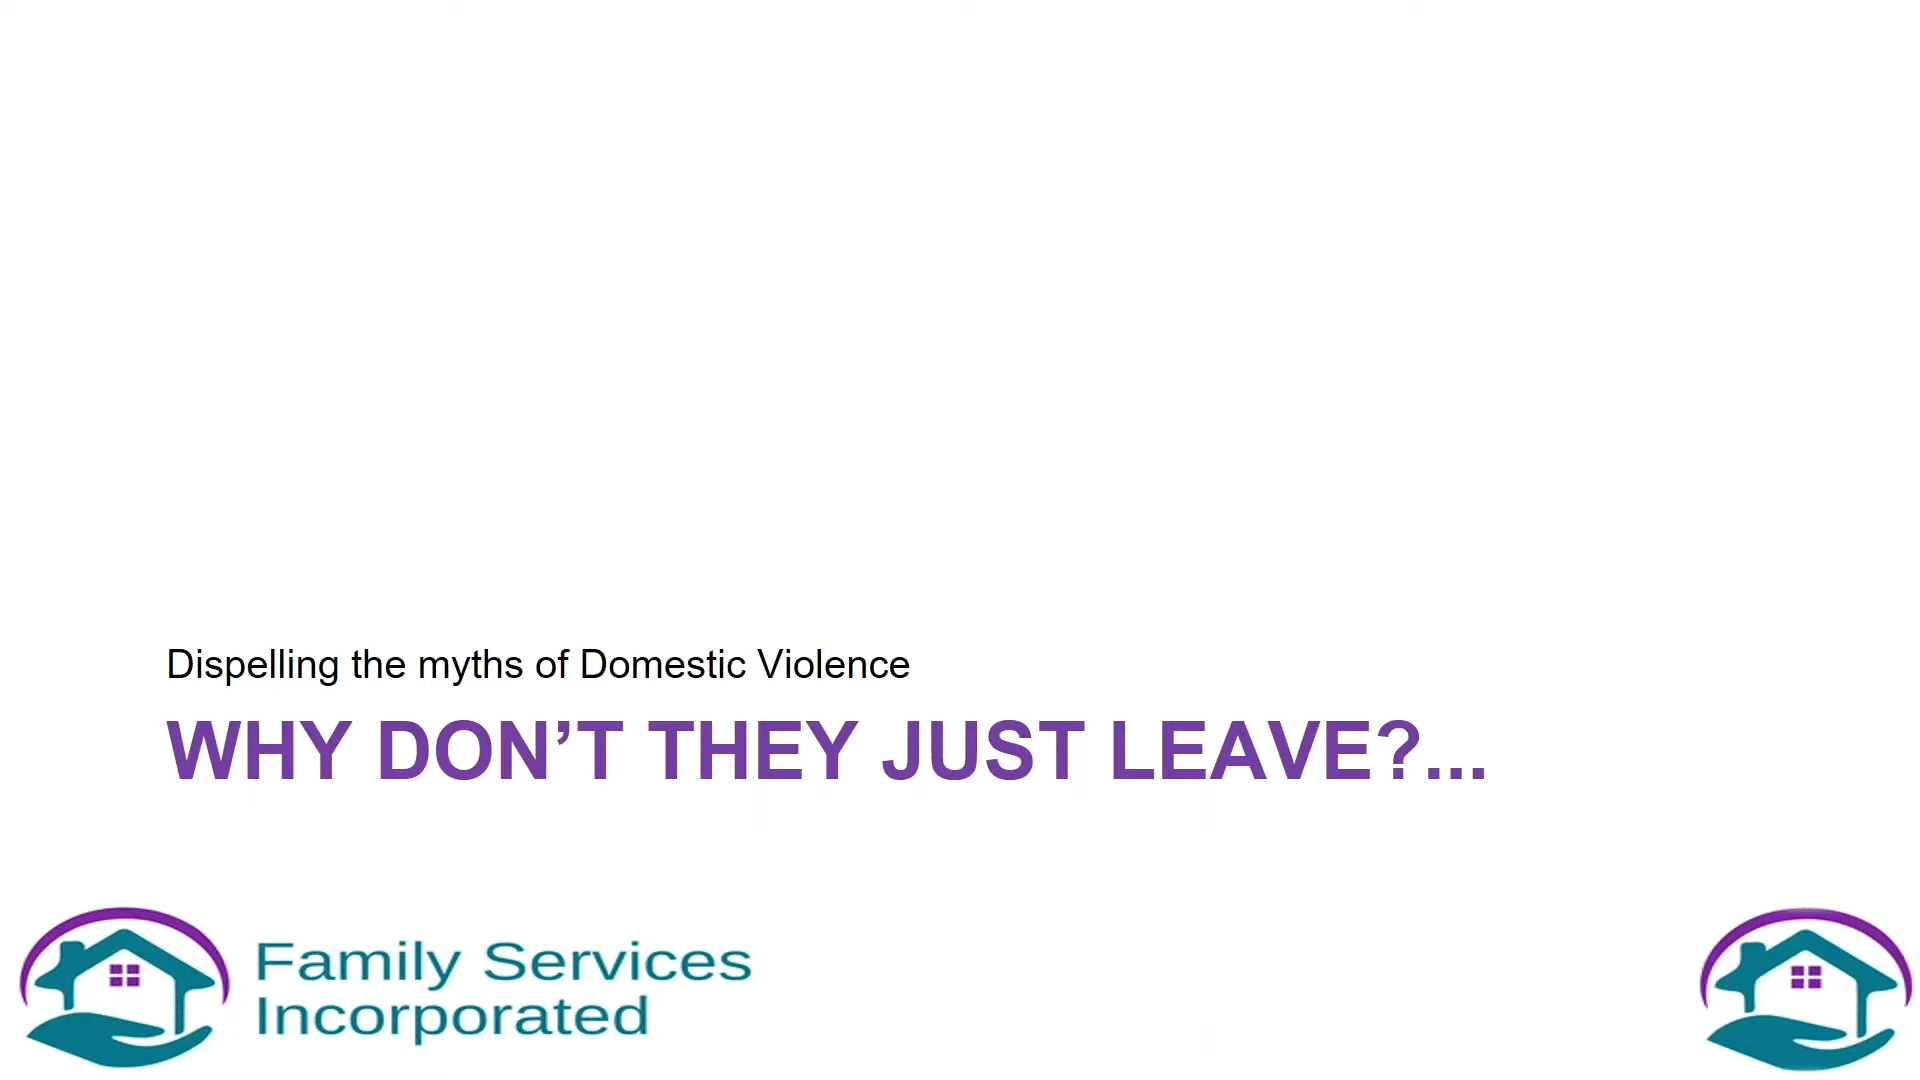 Dispelling the myths of Domestic Violence
WHY DON’T THEY JUST LEAVE?...
Family Services
Incorporated